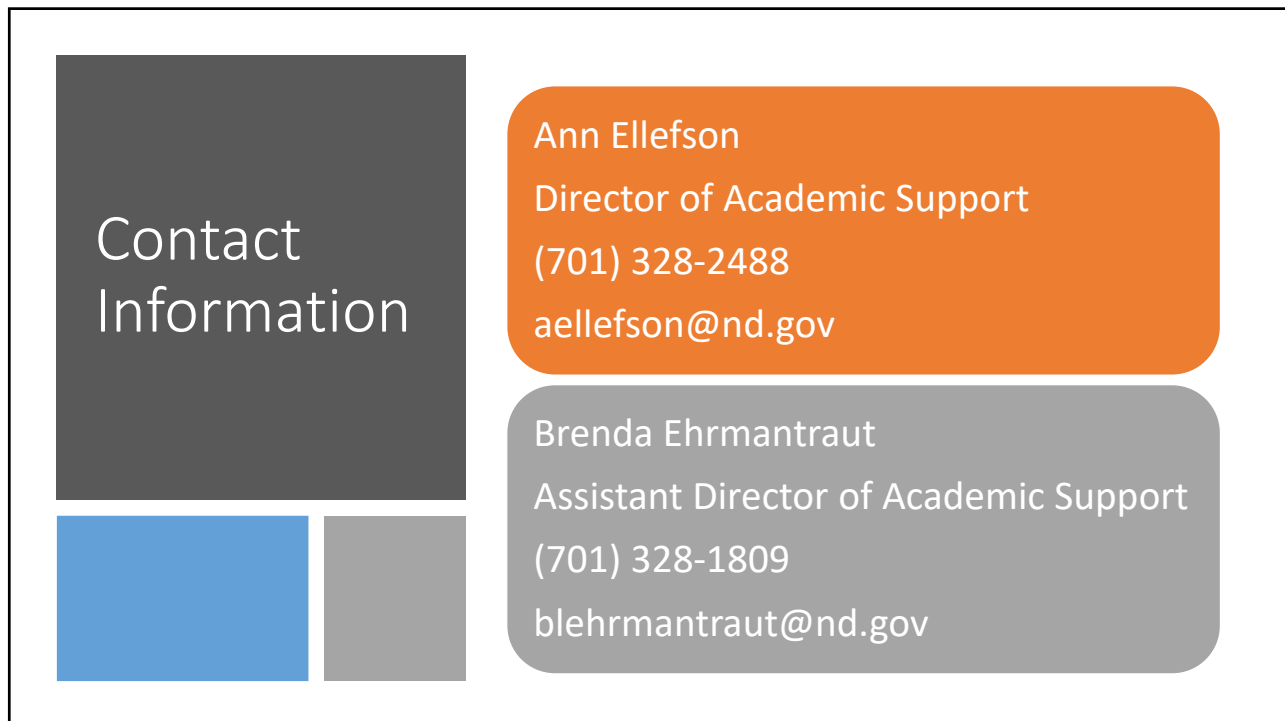 Contact
Information
Ann Ellefson
Director of Academic Support
(701) 328-2488
aellefson@nd.gov
Brenda Ehrmantraut
Assistant Director of Academic Support
(701) 328-1809
blehrmantraut@nd.gov